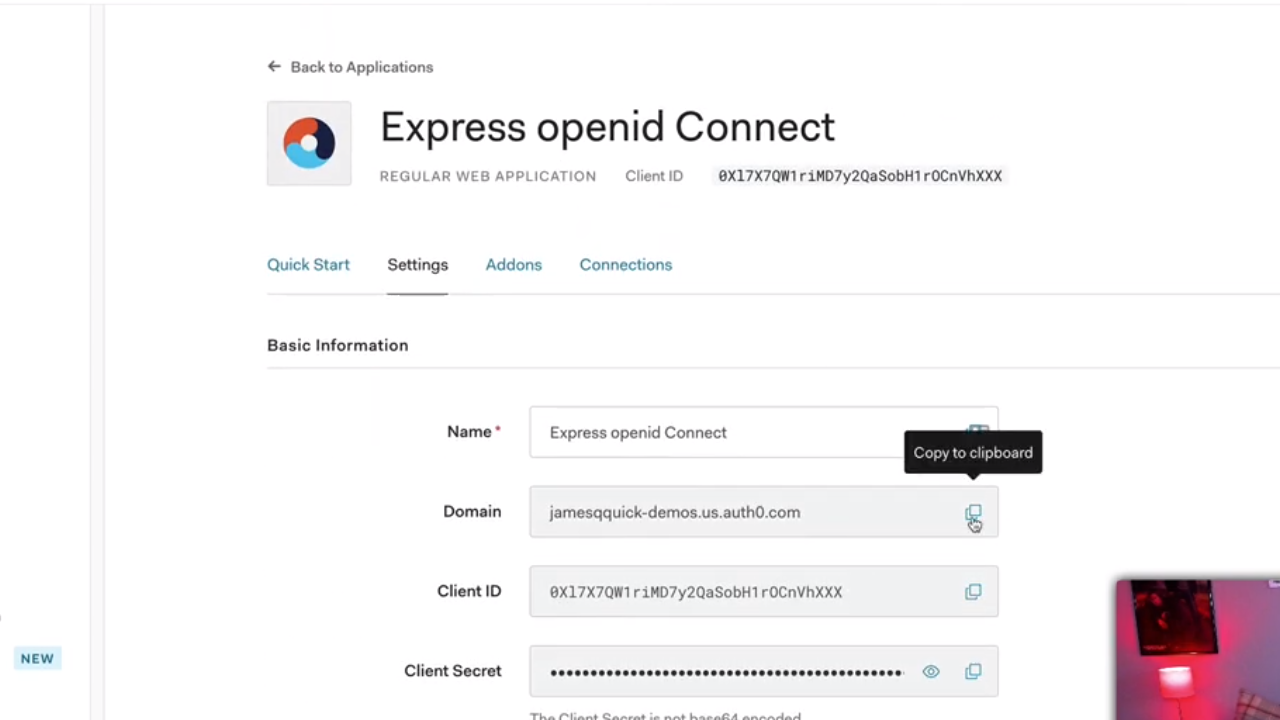 ← Back to Applications
Express openid Connect
REGULAR WEB APPLICATION Client ID 0Xl7X7QW1riMD7y2QaSobH1rOCnVhXXX
Quick Start Settings Addons Connections
Basic Information
Name * Express openid Connect
Copy to clipboard
Domain jamesqquick-demos.us.auth0.com
Client ID 0Xl7X7QW1riMD7y2QaSobH1rOCnVhXXX
NEW
Client Secret ••••••••••••••••••••••••••••••••••••••••••••
The Client Secret is not base64 encoded